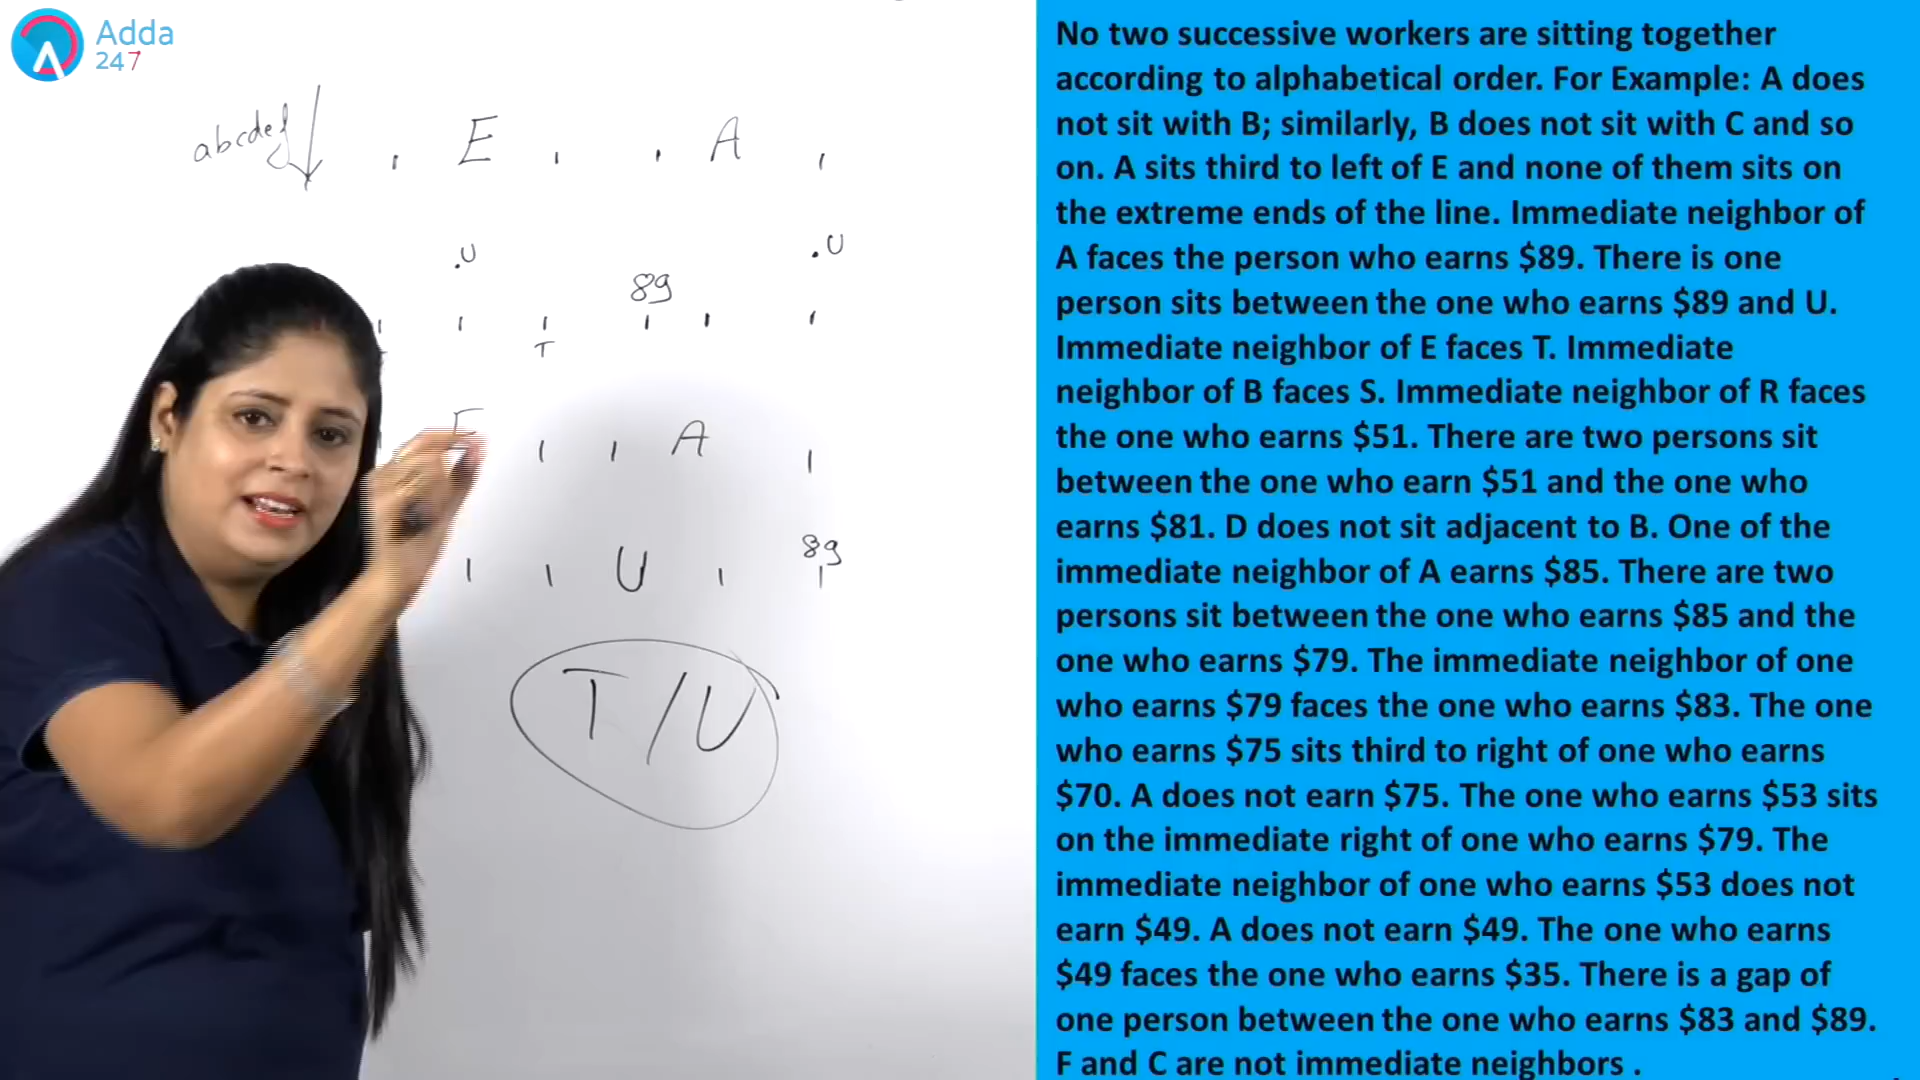 Adda
247
abcdef
E A
U U
89
T
E A
89
U
T/U
No two successive workers are sitting together
according to alphabetical order. For Example: A does
not sit with B; similarly, B does not sit with C and so
on. A sits third to left of E and none of them sits on
the extreme ends of the line. Immediate neighbor of
A faces the person who earns $89. There is one
person sits between the one who earns $89 and U.
Immediate neighbor of E faces T. Immediate
neighbor of B faces S. Immediate neighbor of R faces
the one who earns $51. There are two persons sit
between the one who earn $51 and the one who
earns $81. D does not sit adjacent to B. One of the
immediate neighbor of A earns $85. There are two
persons sit between the one who earns $85 and the
one who earns $79. The immediate neighbor of one
who earns $79 faces the one who earns $83. The one
who earns $75 sits third to right of one who earns
$70. A does not earn $75. The one who earns $53 sits
on the immediate right of one who earns $79. The
immediate neighbor of one who earns $53 does not
earn $49. A does not earn $49. The one who earns
$49 faces the one who earns $35. There is a gap of
one person between the one who earns $83 and $89.
F and C are not immediate neighbors .